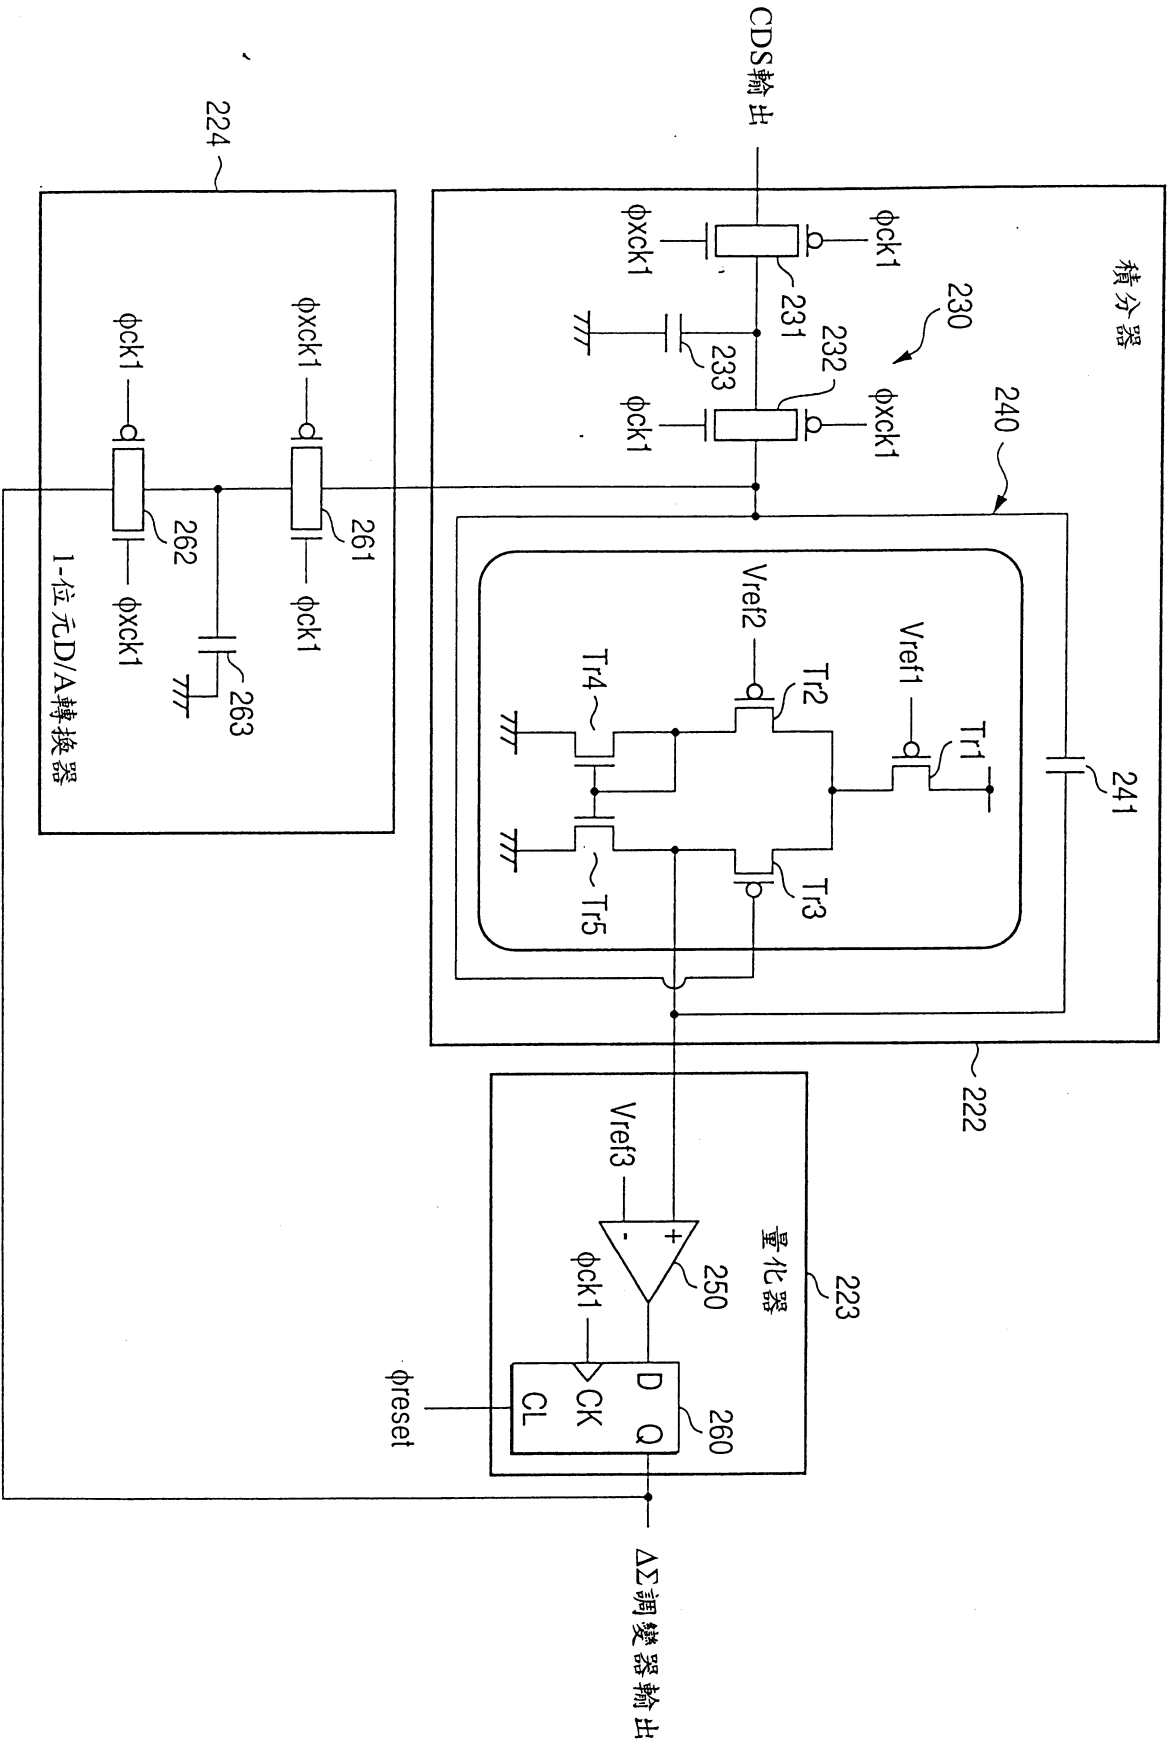 CDS輸出
積分器
230
240
241
222
ϕck1
ϕxck1
231
232
233
ϕxck1
ϕck1
Vref1
Tr1
Vref2
Tr2
Tr3
Tr4
Tr5
量化器
223
250
+
-
Vref3
ϕck1
D
Q
CK
CL
260
ϕreset
ΔΣ調變器輸出
224
ϕxck1
ϕck1
261
ϕck1
ϕxck1
262
263
1-位元D/A轉換器